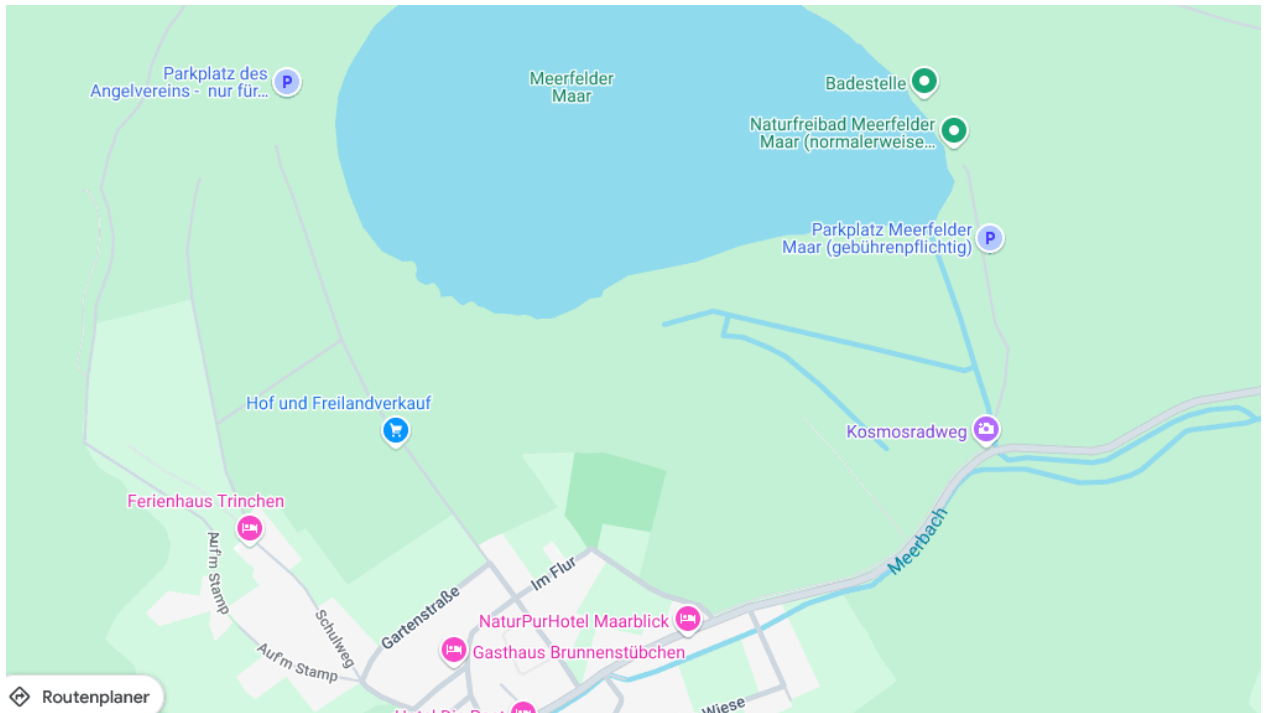 Parkplatz des
Angelvereins - nur für...
P
Meerfelder
Maar
Badestelle
Naturfreibad Meerfelder
Maar (normalerweise...
Parkplatz Meerfelder
Maar (gebührenpflichtig)
P
Hof und Freilandverkauf
Kosmosradweg
Ferienhaus Trinchen
Auf'm Stamp
Meerbach
Im Flur
Gartenstraße
Schulweg
NaturPurHotel Maarblick
Auf'm Stamp
Gasthaus Brunnenstübchen
Routenplaner
Wiese